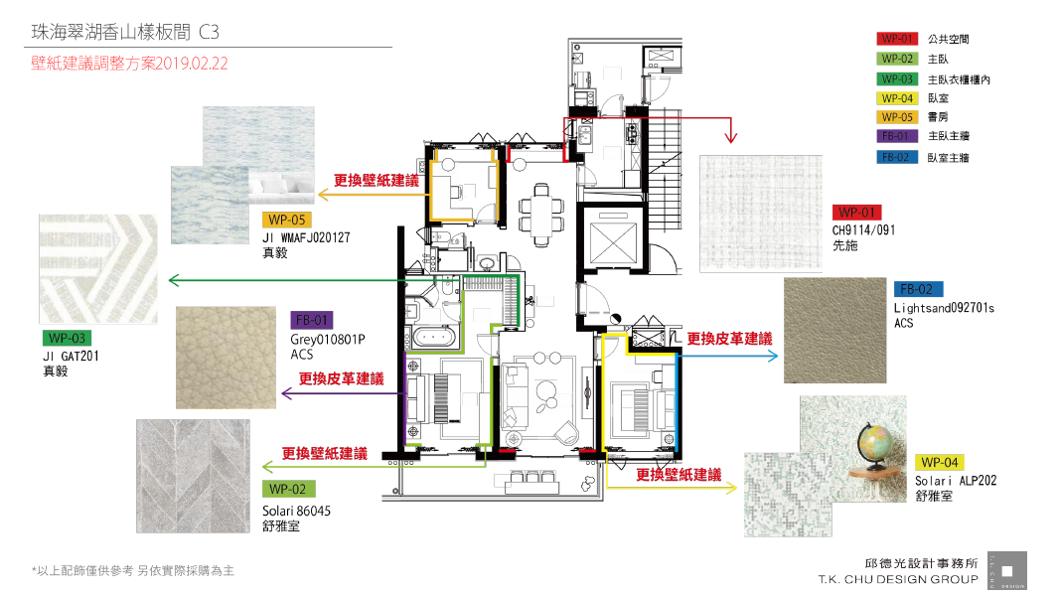 珠海翠湖香山樣板間 C3
壁紙建議調整方案2019.02.22
WP-01 公共空間
WP-02 主臥
WP-03 主臥衣櫃櫃內
WP-04 臥室
WP-05 書房
FB-01 主臥主牆
FB-02 臥室主牆
更換壁紙建議
WP-05
JI WMAFJ020127
真毅
WP-01
CH9114/091
先施
WP-03
JI GAT201
真毅
FB-01
Grey010801P
ACS
更換皮革建議
FB-02
Lightsand092701s
ACS
更換皮革建議
更換壁紙建議
WP-02
Solari 86045
舒雅室
更換壁紙建議
WP-04
Solari ALP202
舒雅室
*以上配飾僅供參考 另依實際採購為主
邱德光設計事務所
T.K. CHU DESIGN GROUP
T.K. CHU
DESIGN